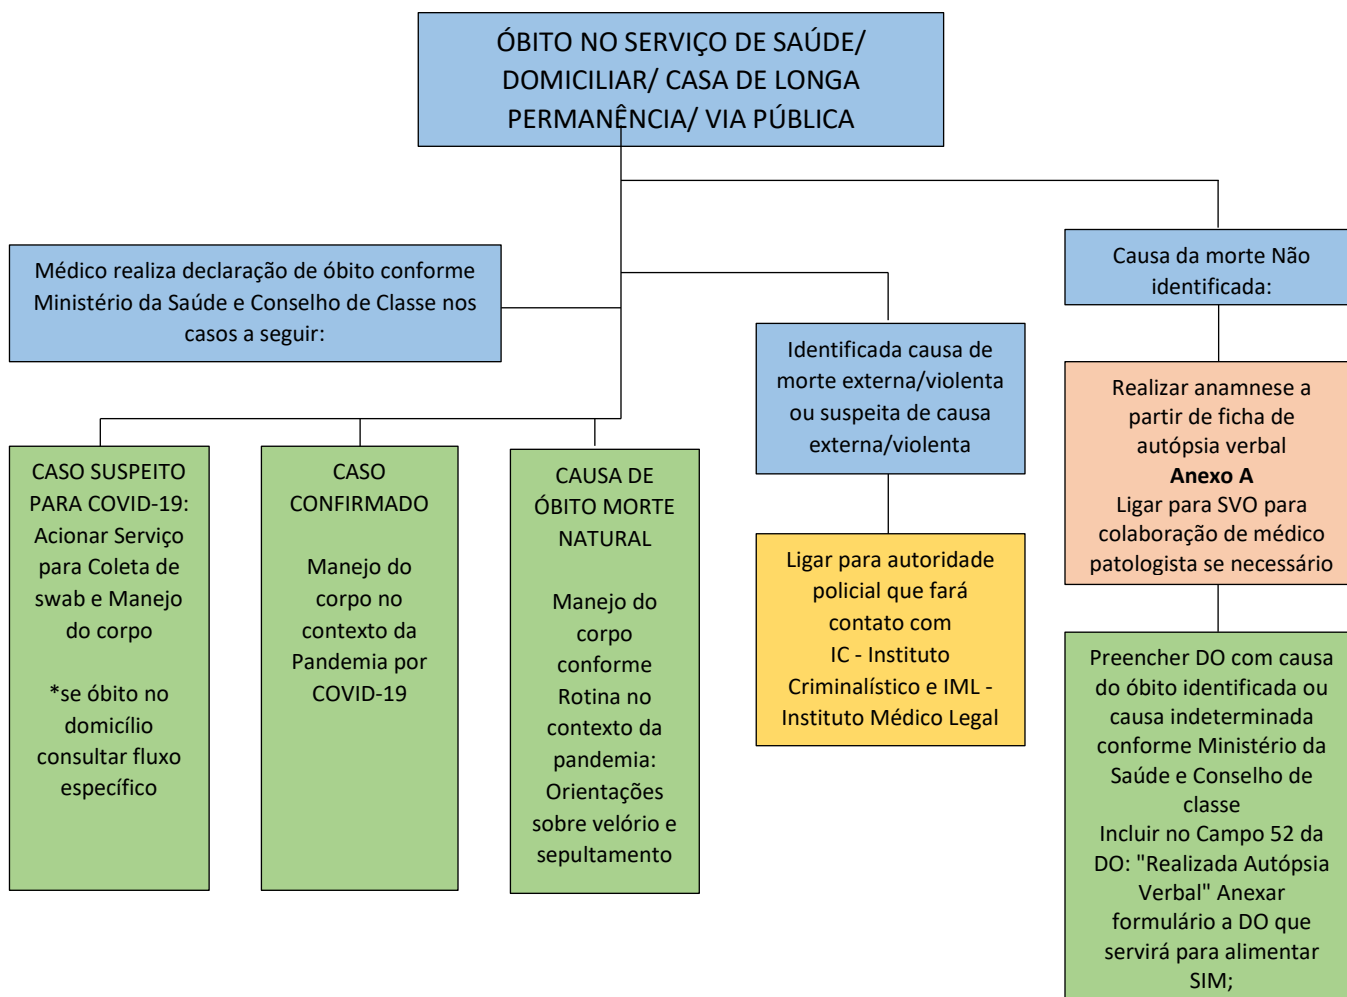 ÓBITO NO SERVIÇO DE SAÚDE/
DOMICILIAR/ CASA DE LONGA
PERMANÊNCIA/ VIA PÚBLICA
Médico realiza declaração de óbito conforme
Ministério da Saúde e Conselho de Classe nos
casos a seguir:
CASO SUSPEITO
PARA COVID-19:
Acionar Serviço
para Coleta de
swab e Manejo
do corpo
*se óbito no
domicílio
consultar fluxo
específico
CASO
CONFIRMADO
Manejo do
corpo no
contexto da
Pandemia por
COVID-19
CAUSA DE
ÓBITO MORTE
NATURAL
Manejo do
corpo
conforme
Rotina no
contexto da
pandemia:
Orientações
sobre velório e
sepultamento
Identificada causa de
morte externa/violenta
ou suspeita de causa
externa/violenta
Ligar para autoridade
policial que fará
contato com
IC - Instituto
Criminalístico e IML -
Instituto Médico Legal
Causa da morte Não
identificada:
Realizar anamnese a
partir de ficha de
autópsia verbal
Anexo A
Ligar para SVO para
colaboração de médico
patologista se necessário
Preencher DO com causa
do óbito identificada ou
causa indeterminada
conforme Ministério da
Saúde e Conselho de
classe
Incluir no Campo 52 da
DO: "Realizada Autópsia
Verbal" Anexar
formulário a DO que
servirá para alimentar
SIM;